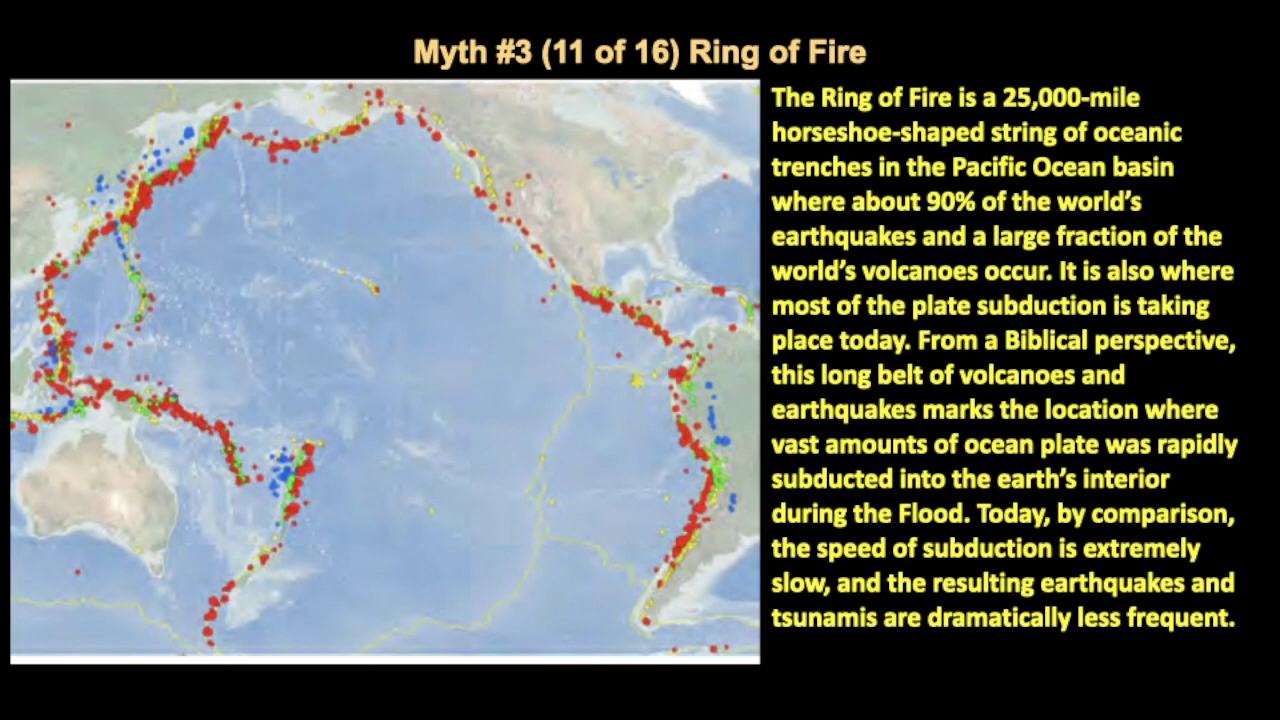 Myth #3 (11 of 16) Ring of Fire
The Ring of Fire is a 25,000-mile
horseshoe-shaped string of oceanic
trenches in the Pacific Ocean basin
where about 90% of the world’s
earthquakes and a large fraction of the
world’s volcanoes occur. It is also where
most of the plate subduction is taking
place today. From a Biblical perspective,
this long belt of volcanoes and
earthquakes marks the location where
vast amounts of ocean plate was rapidly
subducted into the earth’s interior
during the Flood. Today, by comparison,
the speed of subduction is extremely
slow, and the resulting earthquakes and
tsunamis are dramatically less frequent.